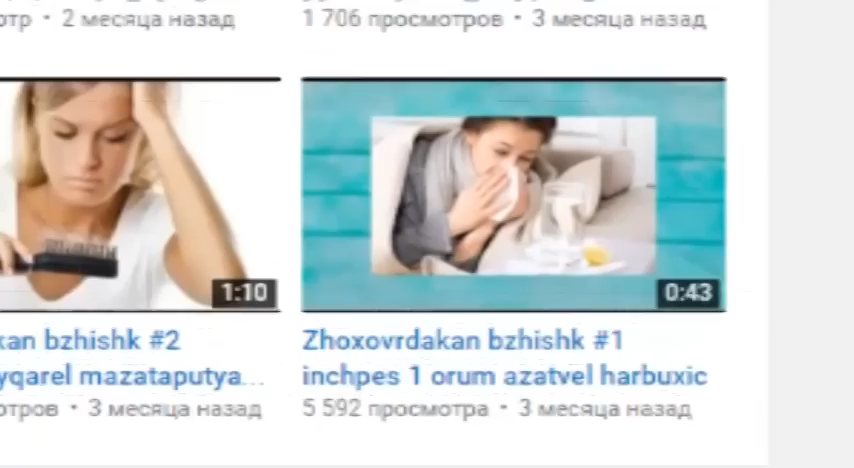 отр • 2 месяца назад
1 706 просмотров • 3 месяца назад
1:10
0:43
kan bzhishk #2
yqarel mazataputya...
отров • 3 месяца назад
Zhoxovrdakan bzhishk #1
inchpes 1 orum azatvel harbuxic
5 592 просмотра • 3 месяца назад